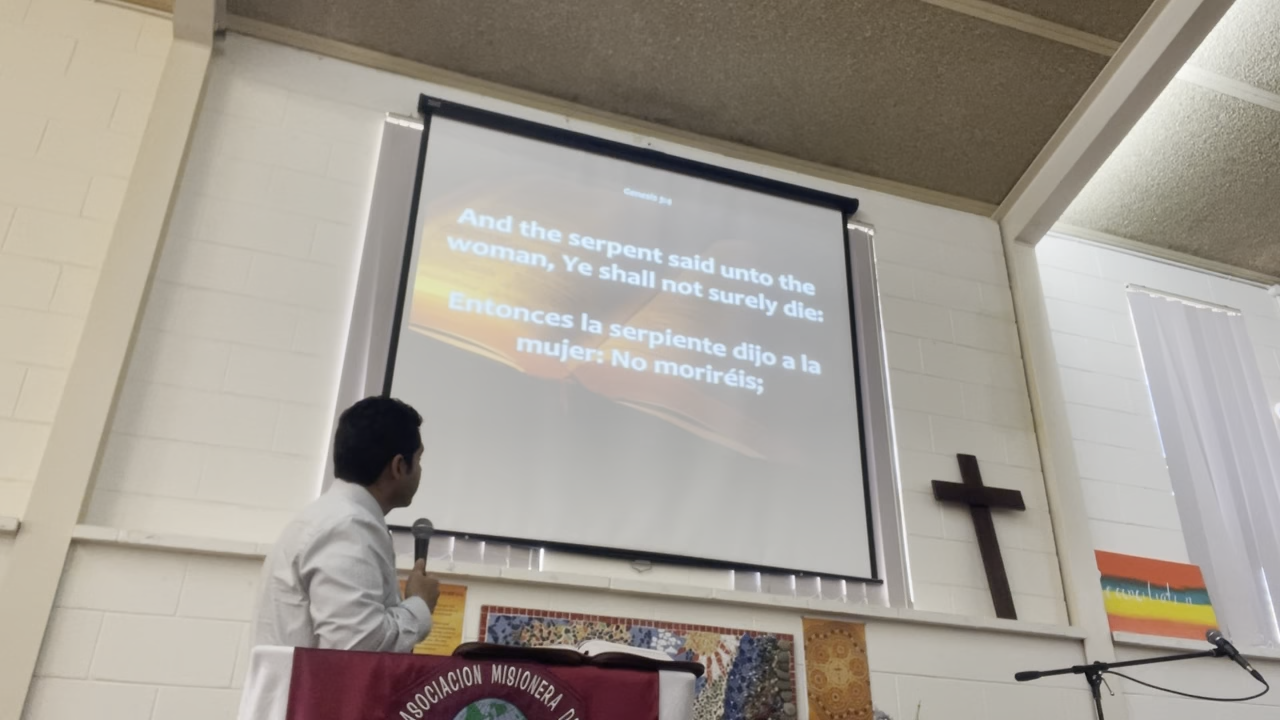 Genesis 3:4
And the serpent said unto the
woman, Ye shall not surely die:
Entonces la serpiente dijo a la
mujer: No moriréis;
ASOCIACION MISIONERA